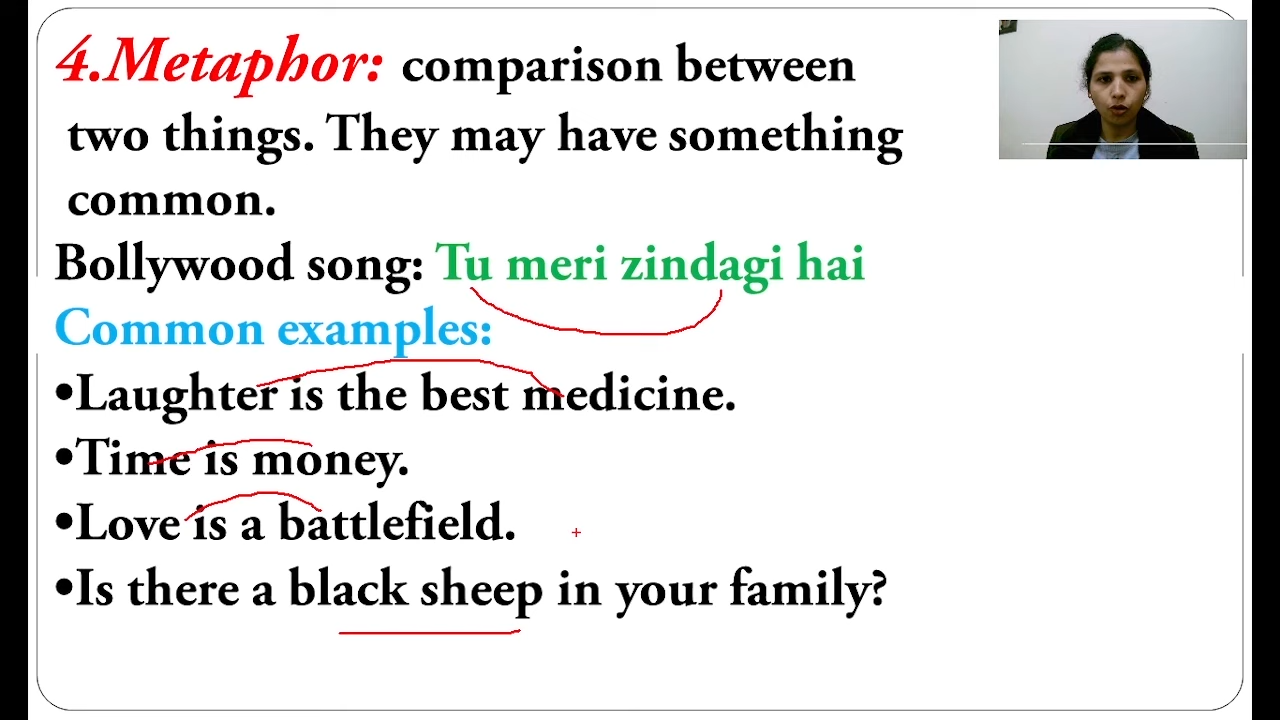 4.Metaphor: comparison between
two things. They may have something
common.
Bollywood song: Tu meri zindagi hai
Common examples:
•Laughter is the best medicine.
•Time is money.
•Love is a battlefield.
•Is there a black sheep in your family?